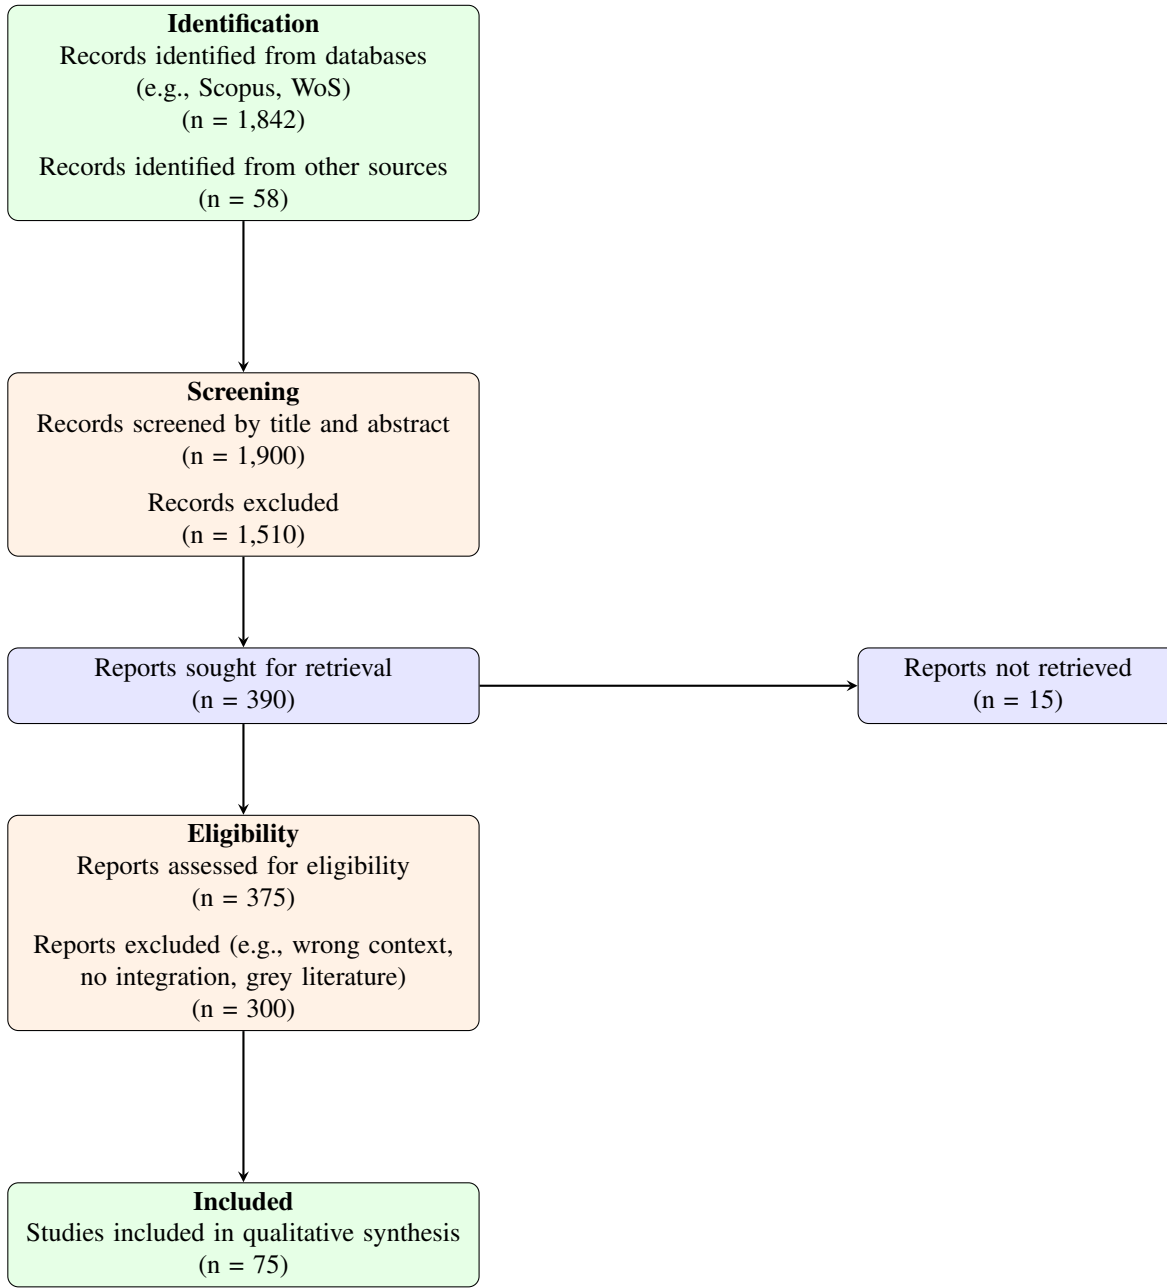 Identification
Records identified from databases
(e.g., Scopus, WoS)
(n = 1,842)
Records identified from other sources
(n = 58)
Screening
Records screened by title and abstract
(n = 1,900)
Records excluded
(n = 1,510)
Reports sought for retrieval
(n = 390)
Reports not retrieved
(n = 15)
Eligibility
Reports assessed for eligibility
(n = 375)
Reports excluded (e.g., wrong context,
no integration, grey literature)
(n = 300)
Included
Studies included in qualitative synthesis
(n = 75)